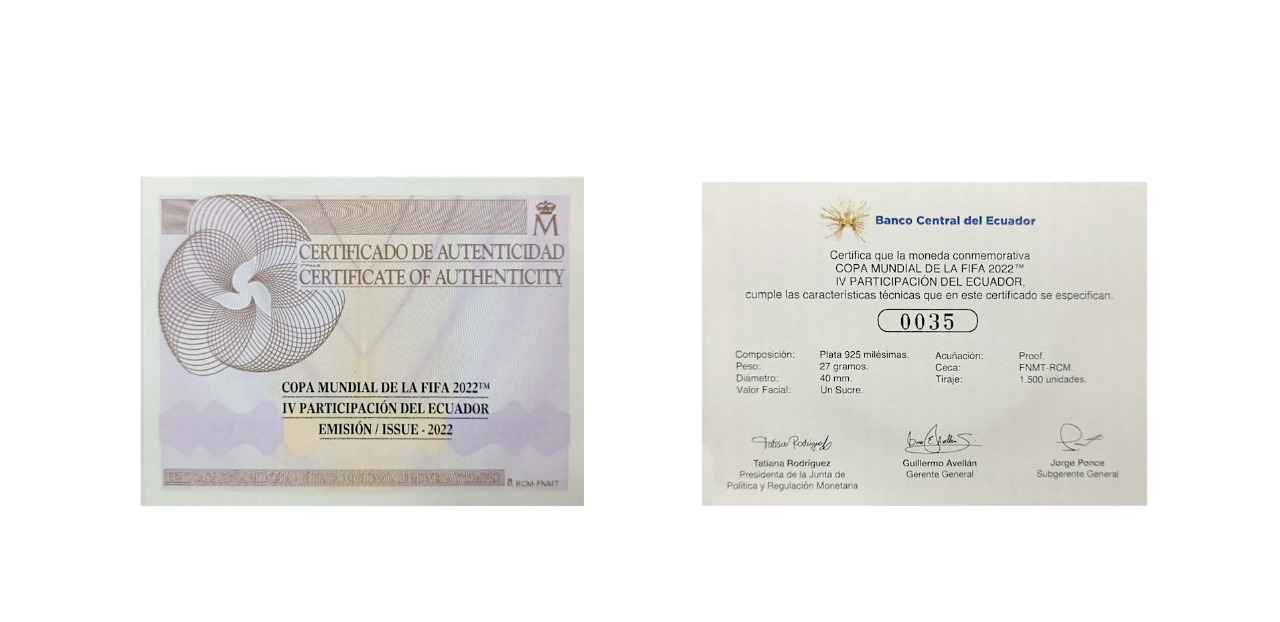 CERTIFICADO DE AUTENTICIDAD
CERTIFICATE OF AUTHENTICITY
COPA MUNDIAL DE LA FIFA 2022™
IV PARTICIPACIÓN DEL ECUADOR
EMISIÓN / ISSUE - 2022
RCM-FNMT
Banco Central del Ecuador
Certifica que la moneda conmemorativa
COPA MUNDIAL DE LA FIFA 2022™
IV PARTICIPACIÓN DEL ECUADOR,
cumple las características técnicas que en este certificado se especifican.
0035
Composición: Plata 925 milésimas. Acuñación: Proof.
Peso: 27 gramos. Ceca: FNMT-RCM.
Diámetro: 40 mm. Tiraje: 1.500 unidades.
Valor Facial: Un Sucre.
Tatiana Rodríguez Guillermo Avellán Jorge Ponce
Presidenta de la Junta de Gerente General Subgerente General
Política y Regulación Monetaria